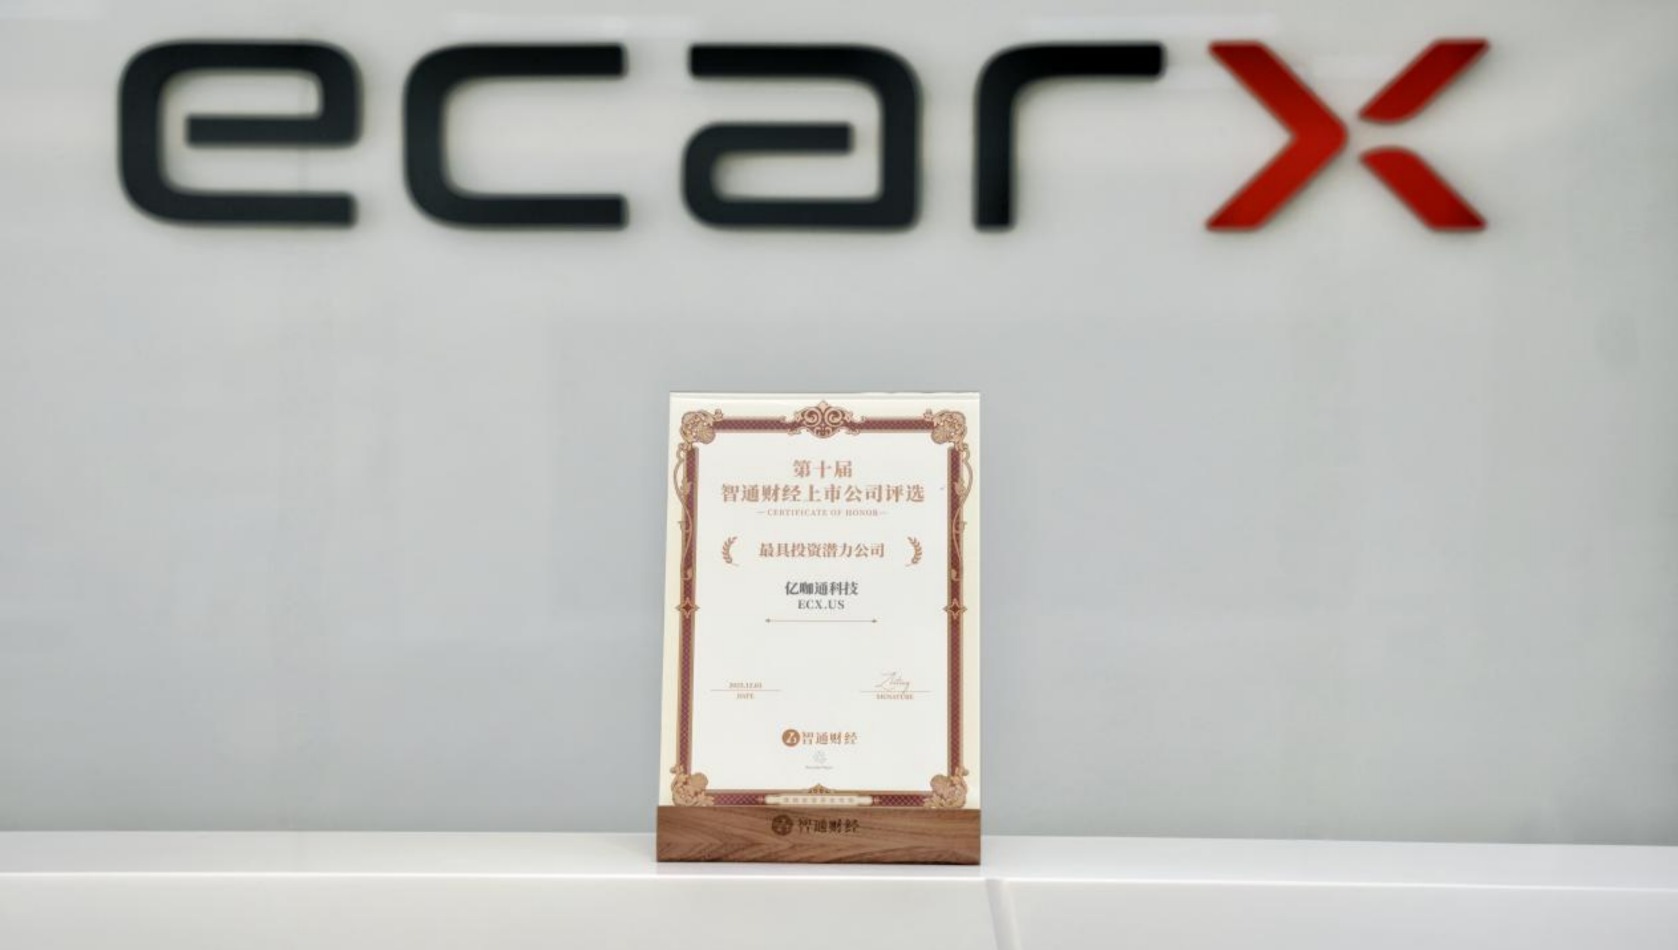 ecarx
第十届
智通财经上市公司评选
—CERTIFICATE OF HONOR—
最具投资潜力公司
亿咖通科技
ECX.US
DATE
SIGNATURE
智通财经
智通财经